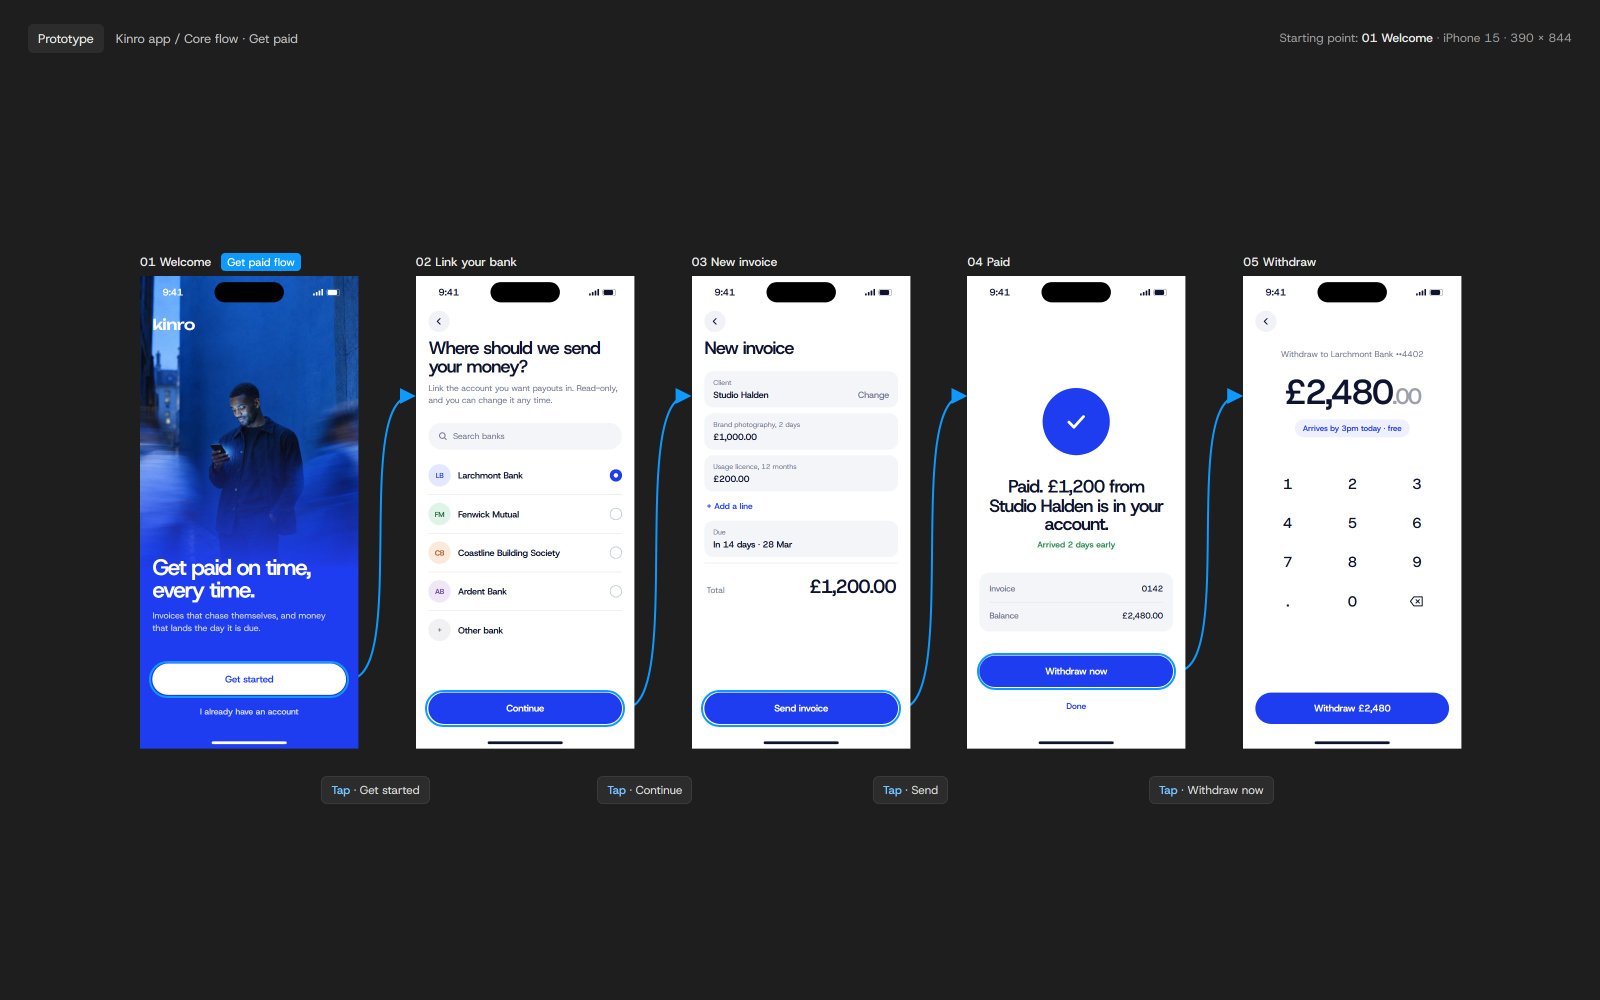 Prototype
Kinro app / Core flow · Get paid
Starting point: 01 Welcome · iPhone 15 · 390 × 844
01 Welcome
Get paid flow
9:41
kinro
Get paid on time,
every time.
Invoices that chase themselves, and money
that lands the day it is due.
Get started
I already have an account
Tap · Get started
02 Link your bank
9:41
Where should we send
your money?
Link the account you want payouts in. Read-only,
and you can change it any time.
Search banks
LB Larchmont Bank
FM Fenwick Mutual
CB Coastline Building Society
AB Ardent Bank
+ Other bank
Continue
Tap · Continue
03 New invoice
9:41
New invoice
Client
Studio Halden Change
Brand photography, 2 days
£1,000.00
Usage licence, 12 months
£200.00
+ Add a line
Due
In 14 days · 28 Mar
Total £1,200.00
Send invoice
Tap · Send
04 Paid
9:41
Paid. £1,200 from
Studio Halden is in your
account.
Arrived 2 days early
Invoice 0142
Balance £2,480.00
Withdraw now
Done
Tap · Withdraw now
05 Withdraw
9:41
Withdraw to Larchmont Bank ••4402
£2,480.00
Arrives by 3pm today · free
1 2 3
4 5 6
7 8 9
. 0
Withdraw £2,480